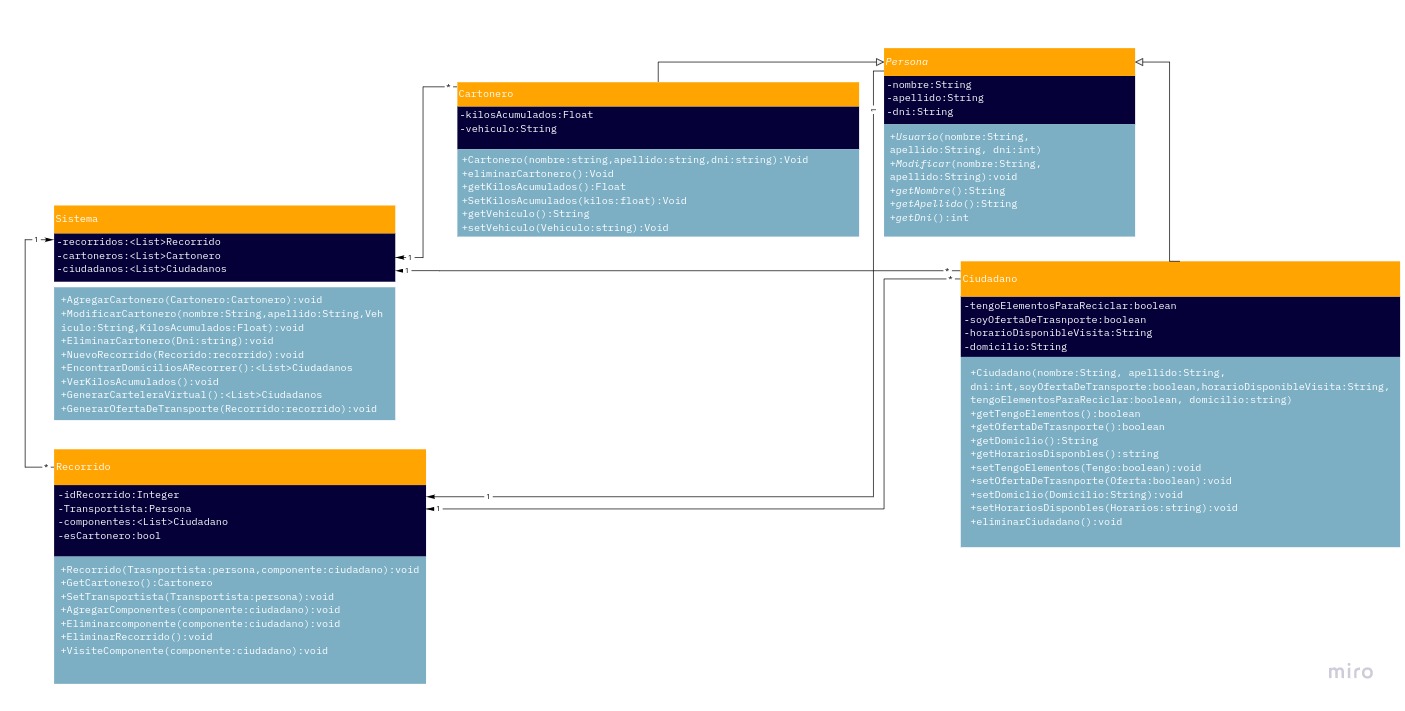 Persona
-nombre:String
-apellido:String
-dni:String
+Usuario(nombre:String,
apellido:String, dni:int)
+Modificar(nombre:String,
apellido:String):void
+getNombre():String
+getApellido():String
+getDni():int
1
*
Cartonero
-kilosAcumulados:Float
-vehiculo:String
+Cartonero(nombre:string,apellido:string,dni:string):Void
+eliminarCartonero():Void
+getKilosAcumulados():Float
+SetKilosAcumulados(kilos:float):Void
+getVehiculo():String
+setVehiculo(Vehiculo:string):Void
Sistema
1
-recorridos:<List>Recorrido
-cartoneros:<List>Cartonero
-ciudadanos:<List>Ciudadanos
1
1
+AgregarCartonero(Cartonero:Cartonero):void
+ModificarCartonero(nombre:String,apellido:String,Veh
iculo:String,KilosAcumulados:Float):void
+EliminarCartonero(Dni:string):void
+NuevoRecorrido(Recorido:recorrido):void
+EncontrarDomiciliosARecorrer():<List>Ciudadanos
+VerKilosAcumulados():void
+GenerarCarteleraVirtual():<List>Ciudadanos
+GenerarOfertaDeTransporte(Recorrido:recorrido):void
*
*
Ciudadano
-tengoElementosParaReciclar:boolean
-soyOfertaDeTrasnporte:boolean
-horarioDisponibleVisita:String
-domicilio:String
+Ciudadano(nombre:String, apellido:String,
dni:int,soyOfertaDeTransporte:boolean,horarioDisponibleVisita:String,
tengoElementosParaReciclar:boolean, domicilio:string)
+getTengoElementos():boolean
+getOfertaDeTrasnporte():boolean
+getDomiclio():String
+getHorariosDisponbles():string
+setTengoElementos(Tengo:boolean):void
+setOfertaDeTrasnporte(Oferta:boolean):void
+setDomiclio(Domicilio:String):void
+setHorariosDisponbles(Horarios:string):void
+eliminarCiudadano():void
*
Recorrido
-idRecorrido:Integer
-Transportista:Persona
-componentes:<List>Ciudadano
-esCartonero:bool
1
1
+Recorrido(Trasnportista:persona,componente:ciudadano):void
+GetCartonero():Cartonero
+SetTransportista(Transportista:persona):void
+AgregarComponentes(componente:ciudadano):void
+Eliminarcomponente(componente:ciudadano):void
+EliminarRecorrido():void
+VisiteComponente(componente:ciudadano):void
miro